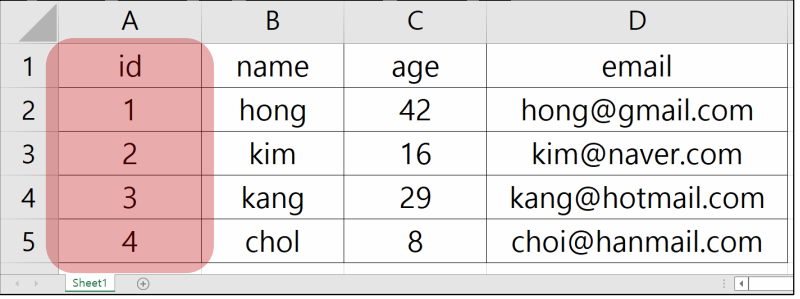 A B C D
1 id name age email
2 1 hong 42 hong@gmail.com
3 2 kim 16 kim@naver.com
4 3 kang 29 kang@hotmail.com
5 4 chol 8 choi@hanmail.com
Sheet1